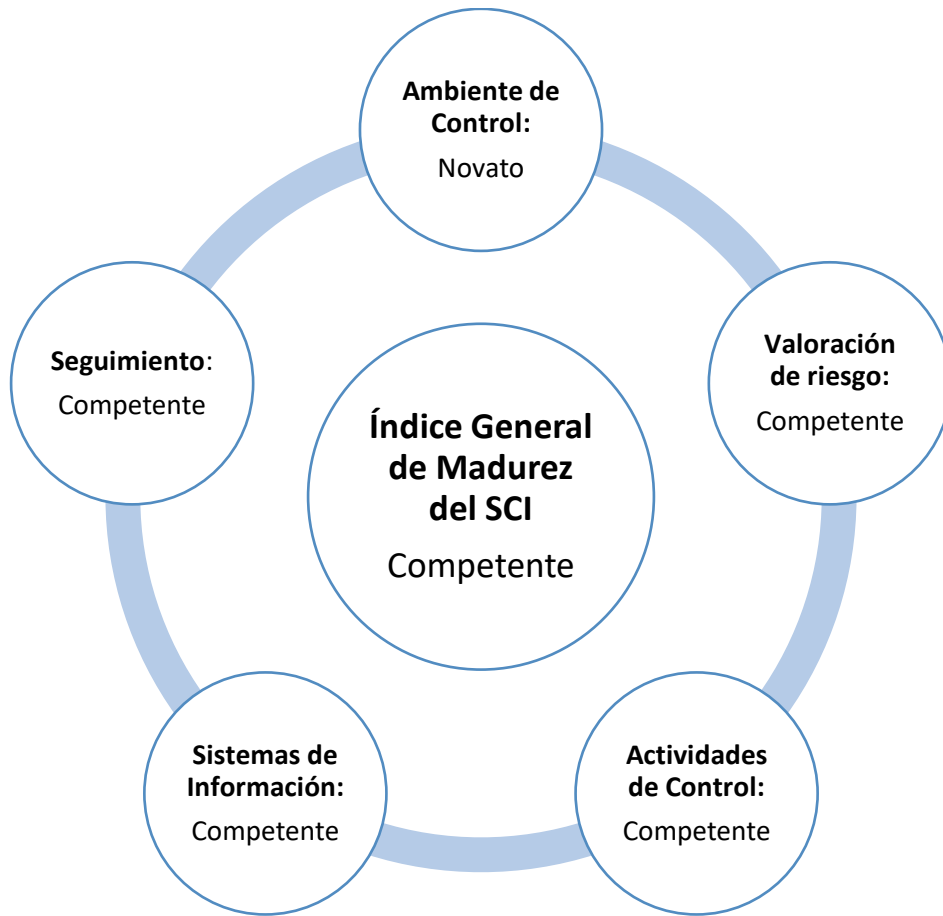 Ambiente de
Control:
Novato
Valoración
de riesgo:
Competente
Actividades
de Control:
Competente
Sistemas de
Información:
Competente
Seguimiento:
Competente
Índice General
de Madurez
del SCI
Competente